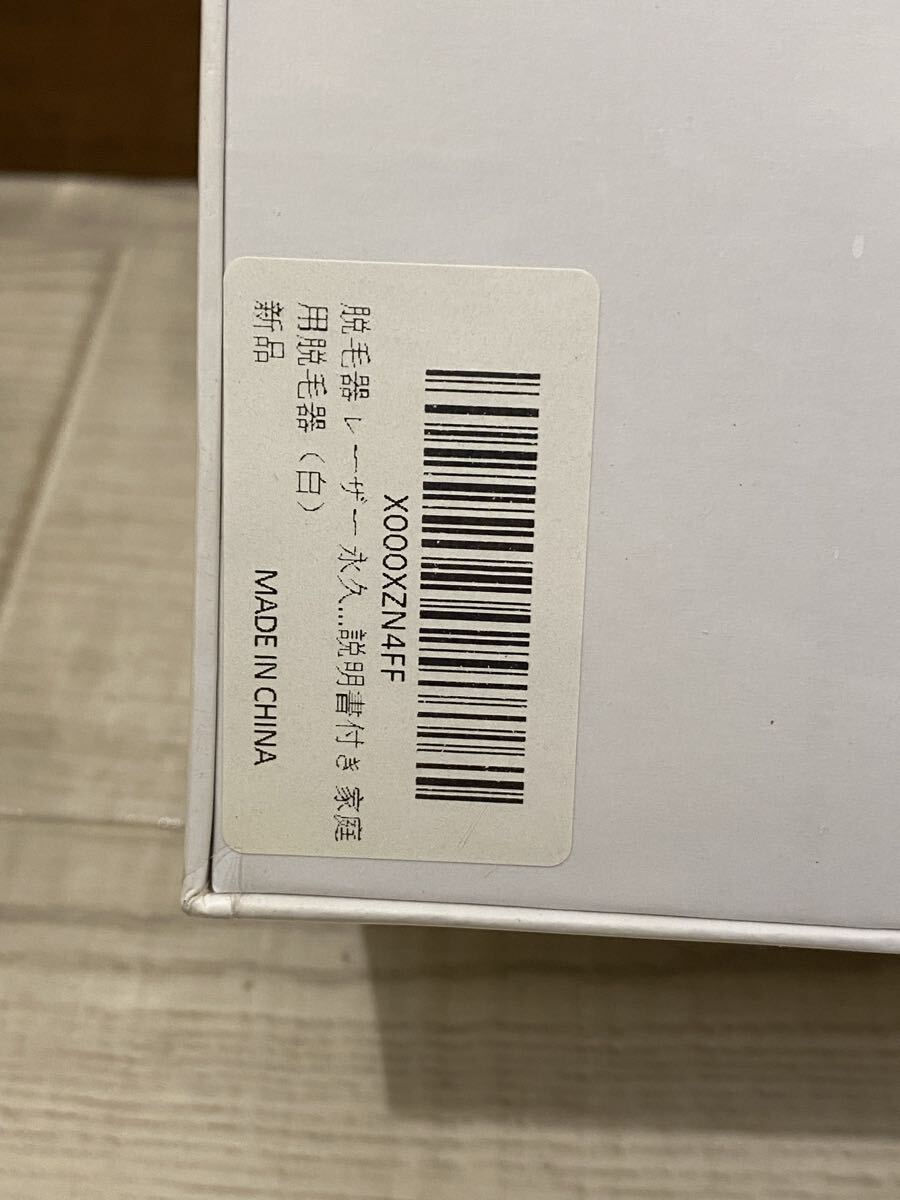 X000XZN4FF
脱毛器 レーザー 永久...説明書付き 家庭
用脱毛器（白）
新品
MADE IN CHINA